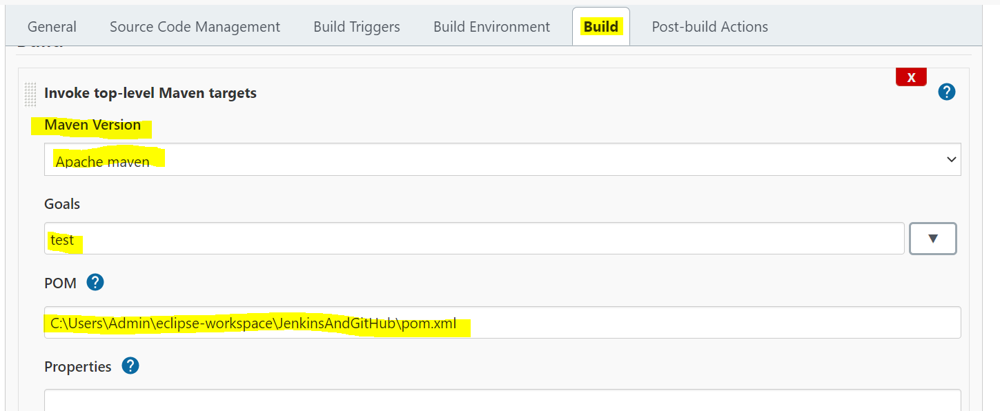 General Source Code Management Build Triggers Build Environment Build Post-build Actions
Build
X
Invoke top-level Maven targets ?
Maven Version
Apache maven
Goals
test
POM ?
C:\Users\Admin\eclipse-workspace\JenkinsAndGitHub\pom.xml
Properties ?